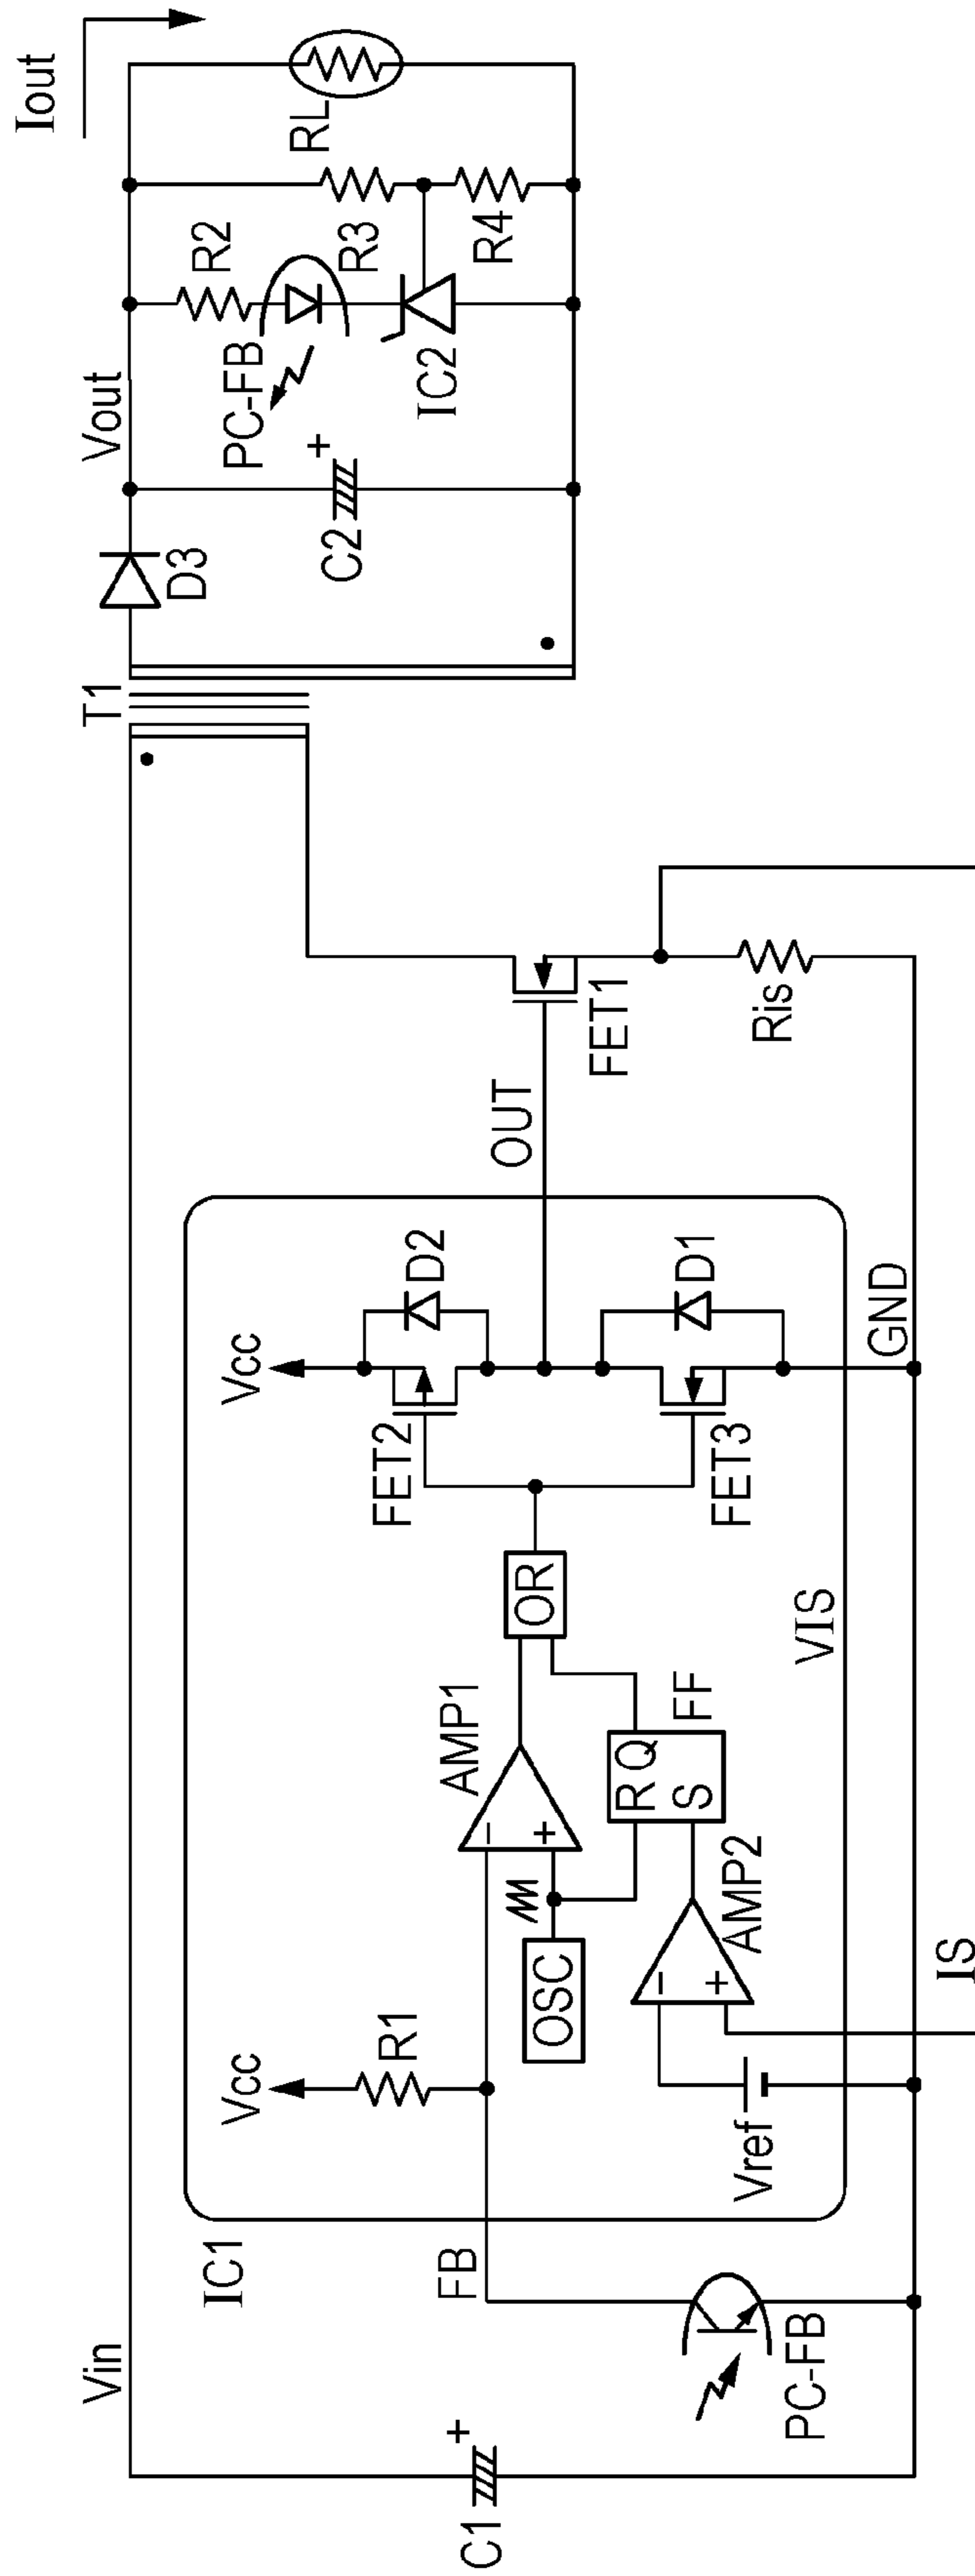 Vin
T1
Vout
Iout
D3
R2
PC-FB
R3
RL
C2
+
IC2
R4
IC1
Vcc
R1
Vcc
FET2
D2
FB
AMP1
−
+
OR
OUT
OSC
R Q
S
FF
FET3
D1
FET1
Ris
C1
+
PC-FB
Vref
−
+
AMP2
VIS
GND
IS